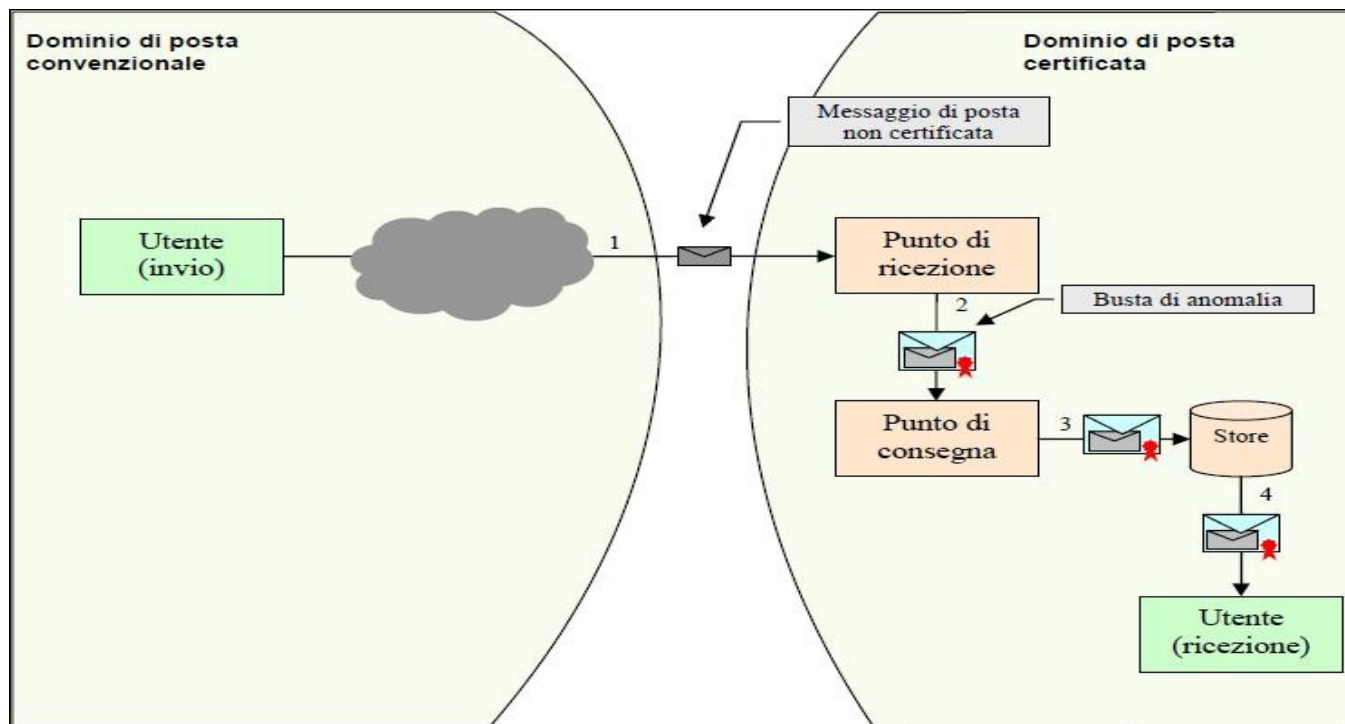 Dominio di posta
convenzionale
Dominio di posta
certificata
Messaggio di posta
non certificata
Utente
(invio)
1
Punto di
ricezione
2
Busta di anomalia
Punto di
consegna
3
Store
4
Utente
(ricezione)